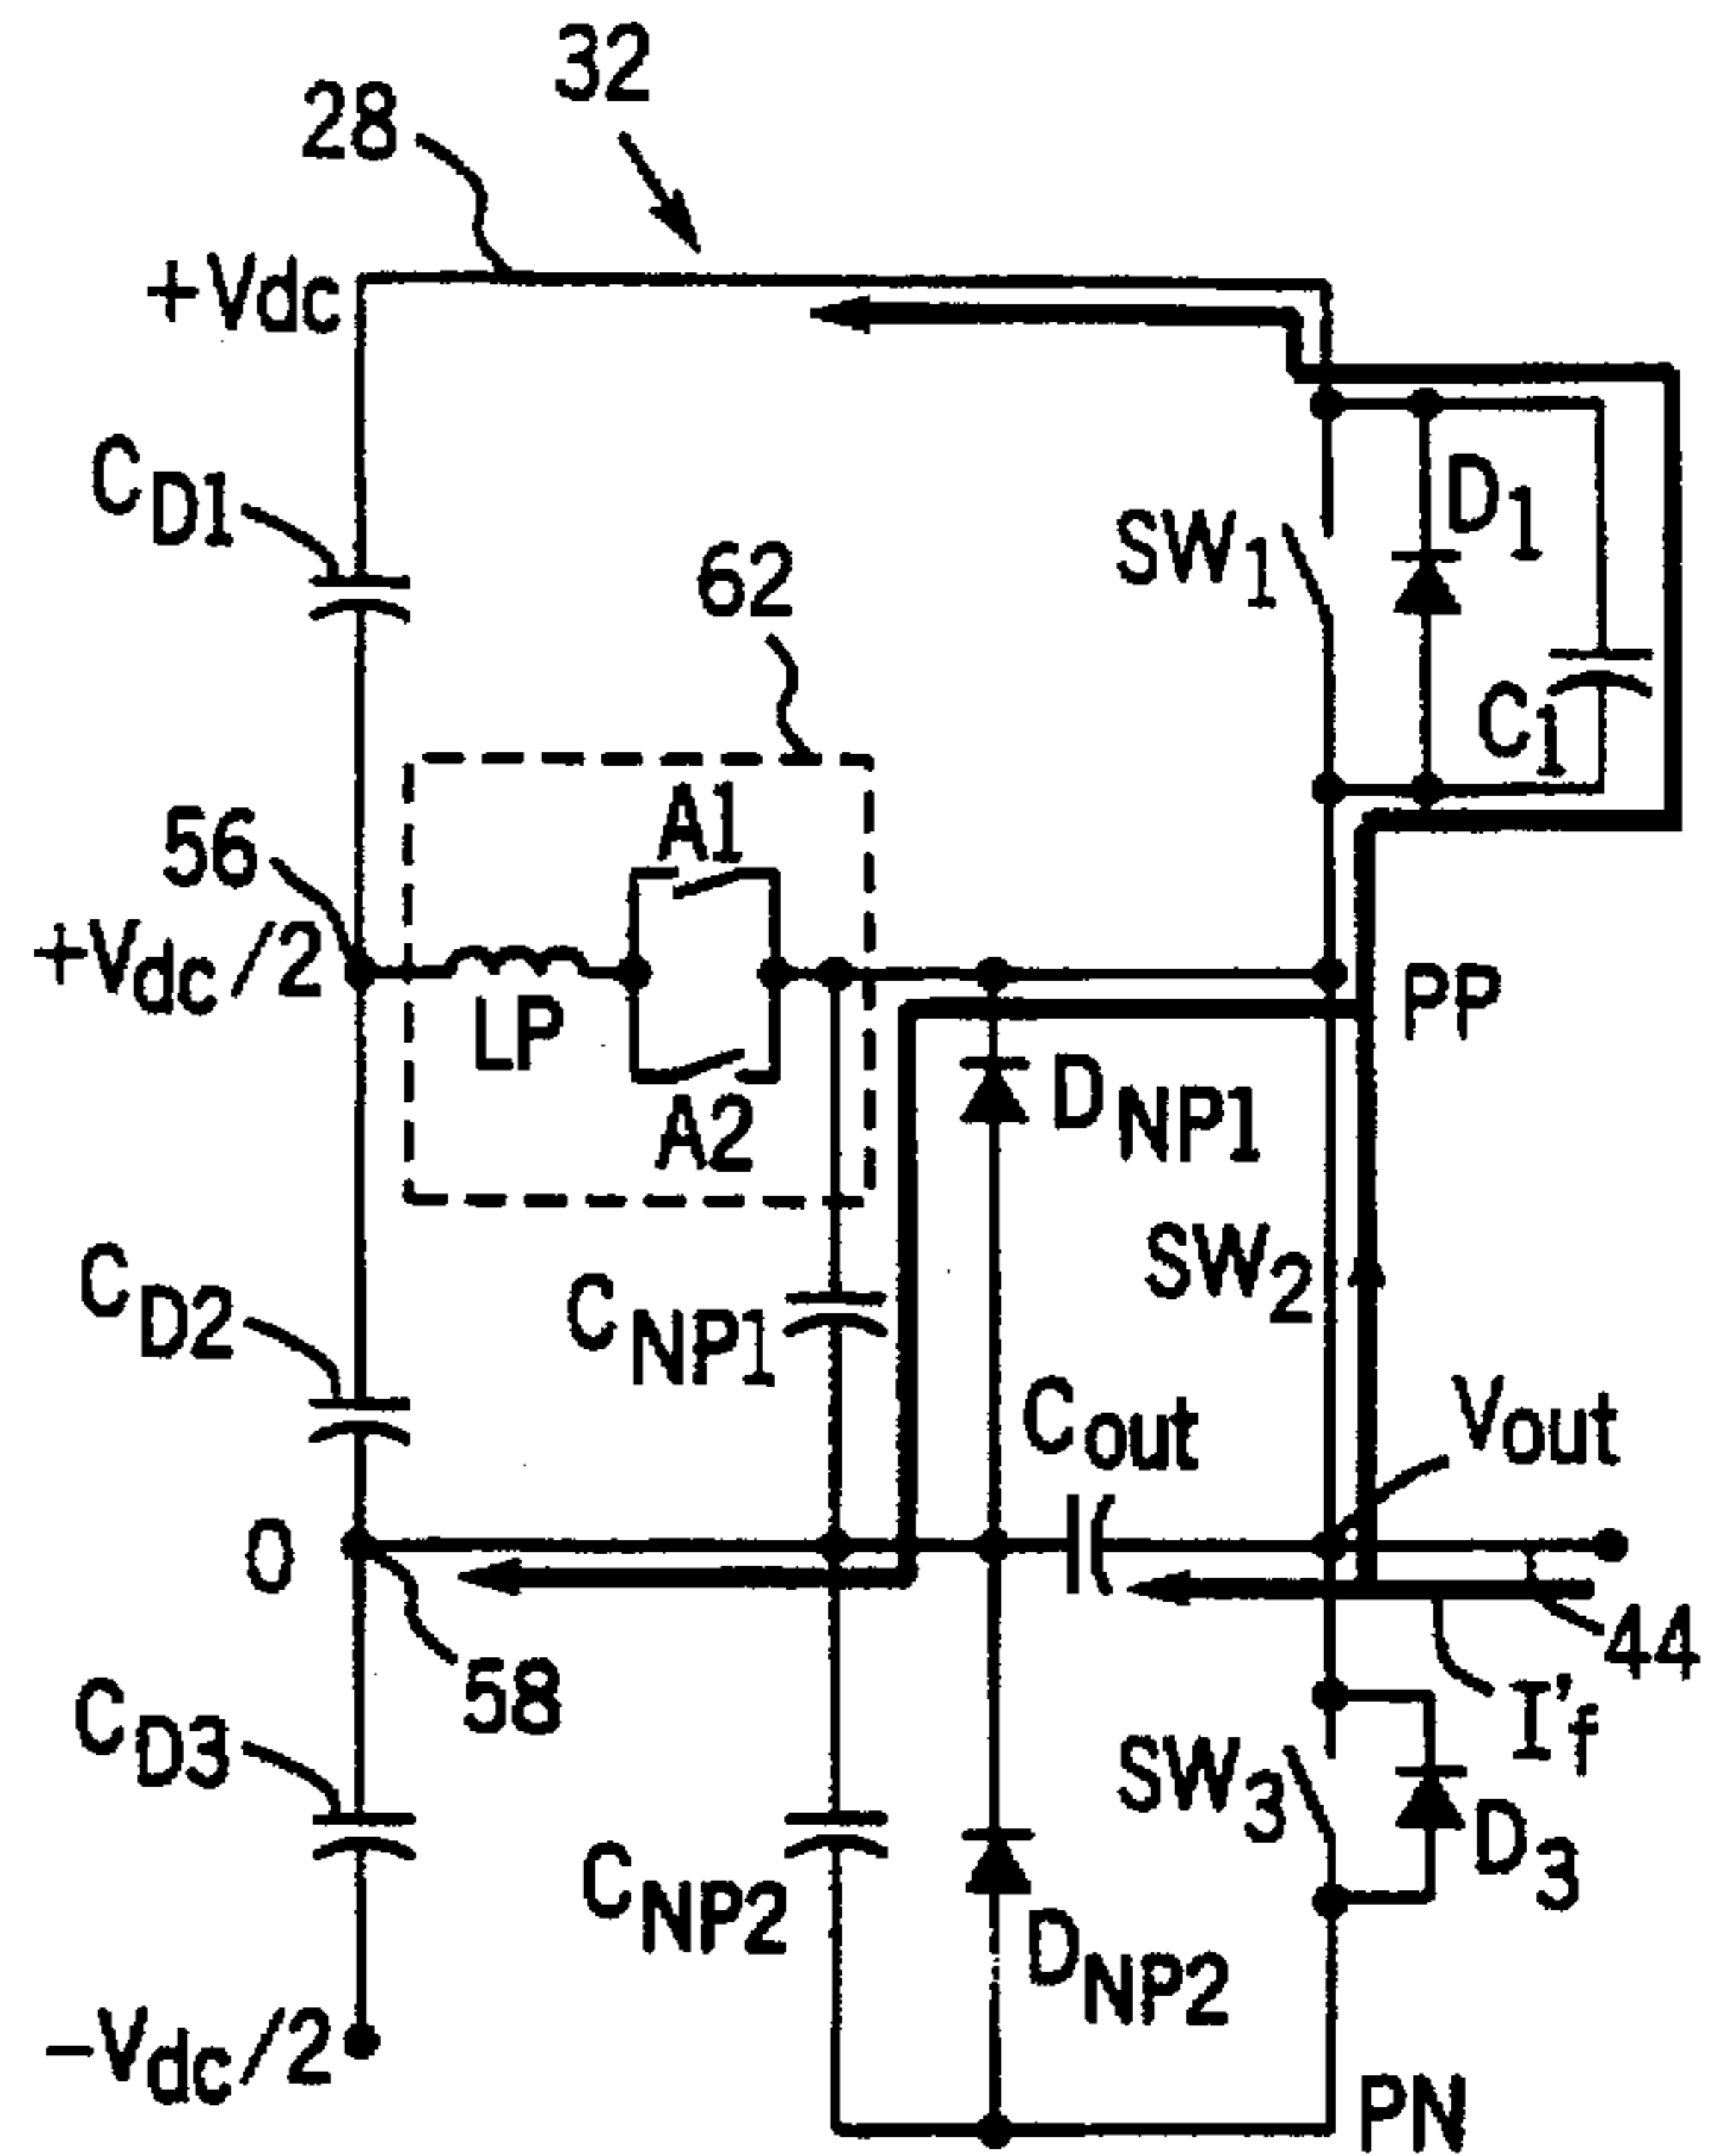 32
28
+Vdc
CD1
D1
SW1
62
C1
A1
56
+Vdc/2
LP
PP
DNP1
A2
SW2
CD2
CNP1
Cout
Vout
0
58
44
I'f
CD3
SW3
D3
CNP2
DNP2
-Vdc/2
PN